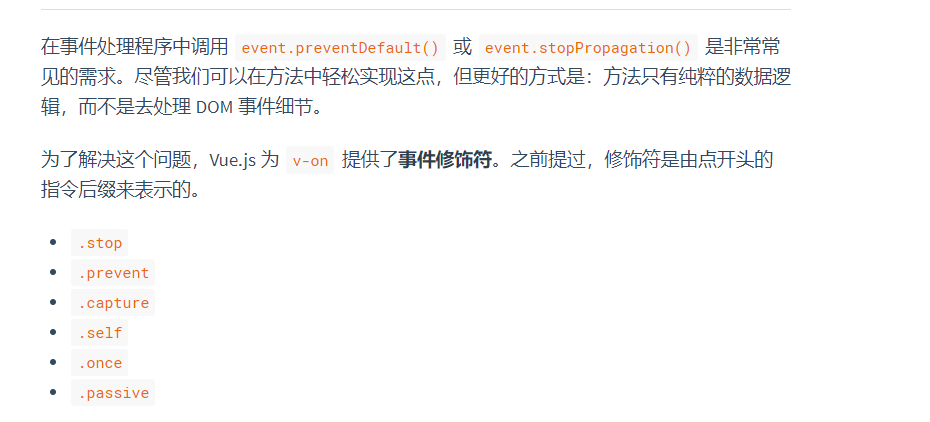 在事件处理程序中调用 event.preventDefault() 或 event.stopPropagation() 是非常常
见的需求。尽管我们可以在方法中轻松实现这点，但更好的方式是：方法只有纯粹的数据逻
辑，而不是去处理 DOM 事件细节。
为了解决这个问题，Vue.js 为 v-on 提供了事件修饰符。之前提过，修饰符是由点开头的
指令后缀来表示的。
.stop
.prevent
.capture
.self
.once
.passive